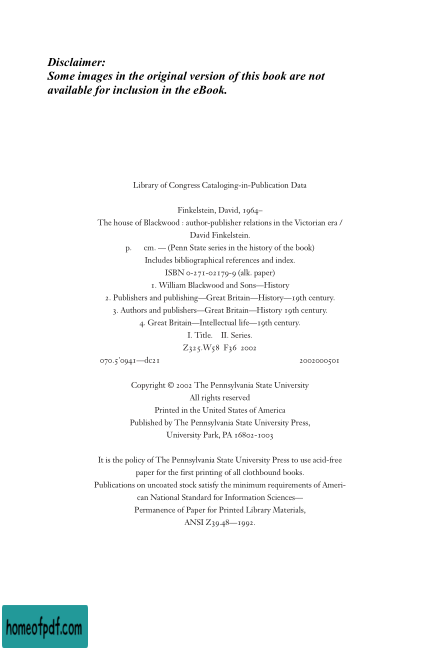 Disclaimer:
Some images in the original version of this book are not
available for inclusion in the eBook.
Library of Congress Cataloging-in-Publication Data
Finkelstein, David, 1964–
The house of Blackwood : author-publisher relations in the Victorian era /
David Finkelstein.
p. cm. — (Penn State series in the history of the book)
Includes bibliographical references and index.
ISBN 0-271-02179-9 (alk. paper)
1. William Blackwood and Sons—History
2. Publishers and publishing—Great Britain—History—19th century.
3. Authors and publishers—Great Britain—History 19th century.
4. Great Britain—Intellectual life—19th century.
I. Title. II. Series.
Z325.W58 F36 2002
070.5'0941—dc21 2002000501
Copyright © 2002 The Pennsylvania State University
All rights reserved
Printed in the United States of America
Published by The Pennsylvania State University Press,
University Park, PA 16802-1003
It is the policy of The Pennsylvania State University Press to use acid-free
paper for the first printing of all clothbound books.
Publications on uncoated stock satisfy the minimum requirements of Ameri-
can National Standard for Information Sciences—
Permanence of Paper for Printed Library Materials,
ANSI Z39.48—1992.
homeofpdf.com